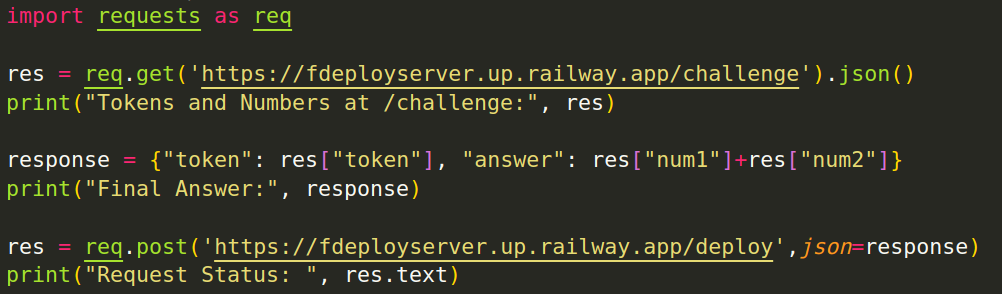 import requests as req
res = req.get('https://fdeployserver.up.railway.app/challenge').json()
print("Tokens and Numbers at /challenge:", res)
response = {"token": res["token"], "answer": res["num1"]+res["num2"]}
print("Final Answer:", response)
res = req.post('https://fdeployserver.up.railway.app/deploy',json=response)
print("Request Status: ", res.text)